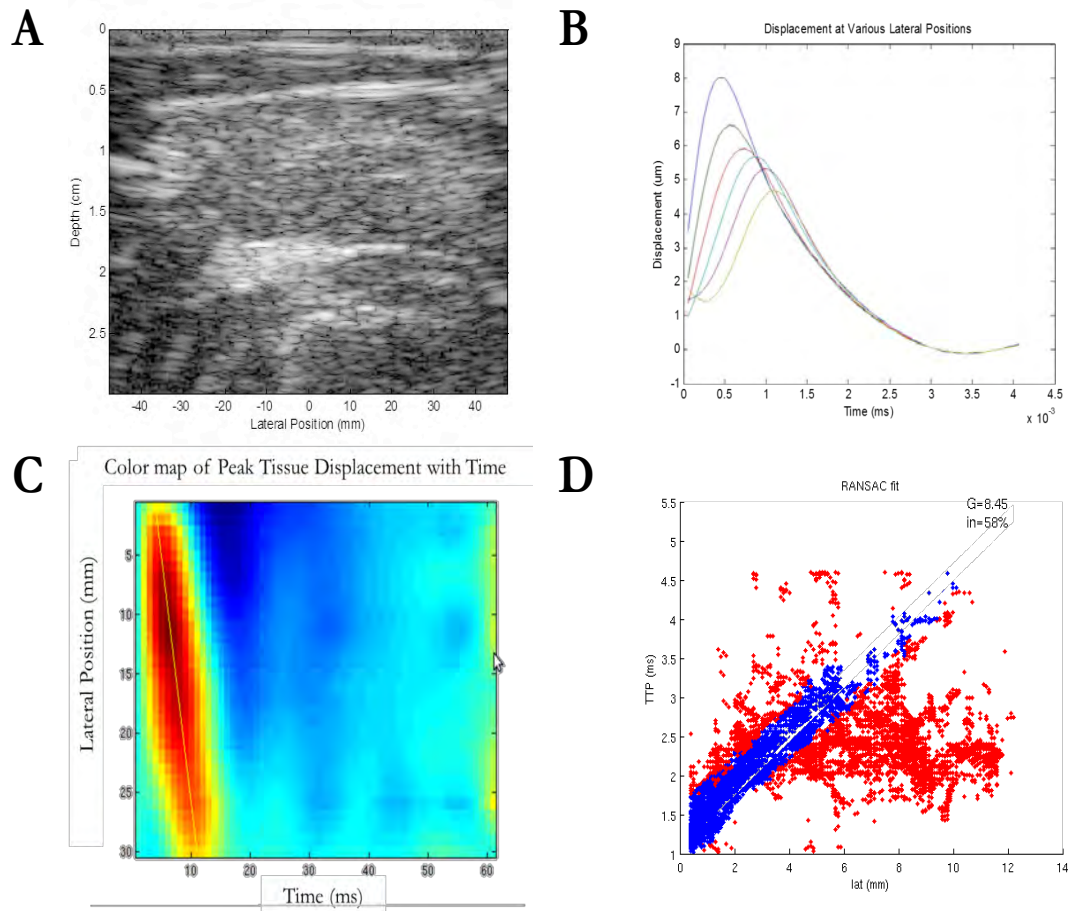 A
0
0.5
1
1.5
2
2.5
Depth (cm)
-40 -30 -20 -10 0 10 20 30 40
Lateral Position (mm)
B
Displacement at Various Lateral Positions
9
8
7
6
5
4
3
2
1
0
-1
Displacement (um)
0 0.5 1 1.5 2 2.5 3 3.5 4 4.5
Time (ms)
x 10⁻³
C
Color map of Peak Tissue Displacement with Time
Lateral Position (mm)
5
10
15
20
25
30
10 20 30 40 50 60
Time (ms)
D
RANSAC fit
G=8.45
in=58%
5.5
5
4.5
4
3.5
3
2.5
2
1.5
1
TTP (ms)
0 2 4 6 8 10 12 14
lat (mm)